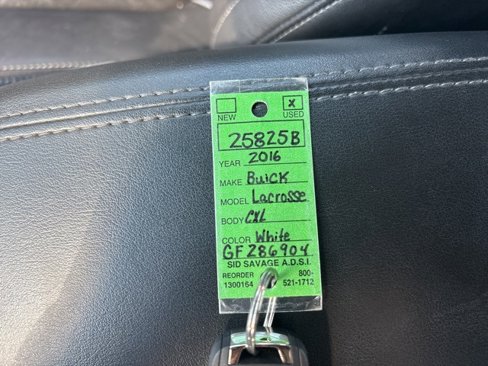 X
NEW USED
25825B
YEAR 2016
MAKE Buick
MODEL Lacrosse
BODY CXL
COLOR White
GF286904
SID SAVAGE A.D.S.I.
REORDER 800-
1300164 521-1712